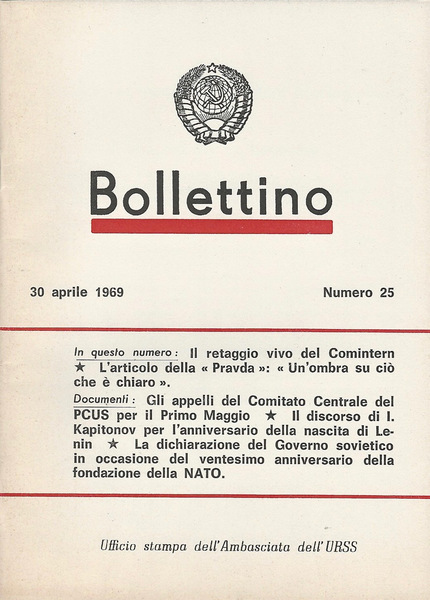 Bollettino
30 aprile 1969 Numero 25
In questo numero: Il retaggio vivo del Comintern
★ L'articolo della « Pravda »: « Un'ombra su ciò
che è chiaro ».
Documenti: Gli appelli del Comitato Centrale del
PCUS per il Primo Maggio ★ Il discorso di I.
Kapitonov per l'anniversario della nascita di Le-
nin ★ La dichiarazione del Governo sovietico
in occasione del ventesimo anniversario della
fondazione della NATO.
Ufficio stampa dell'Ambasciata dell'URSS